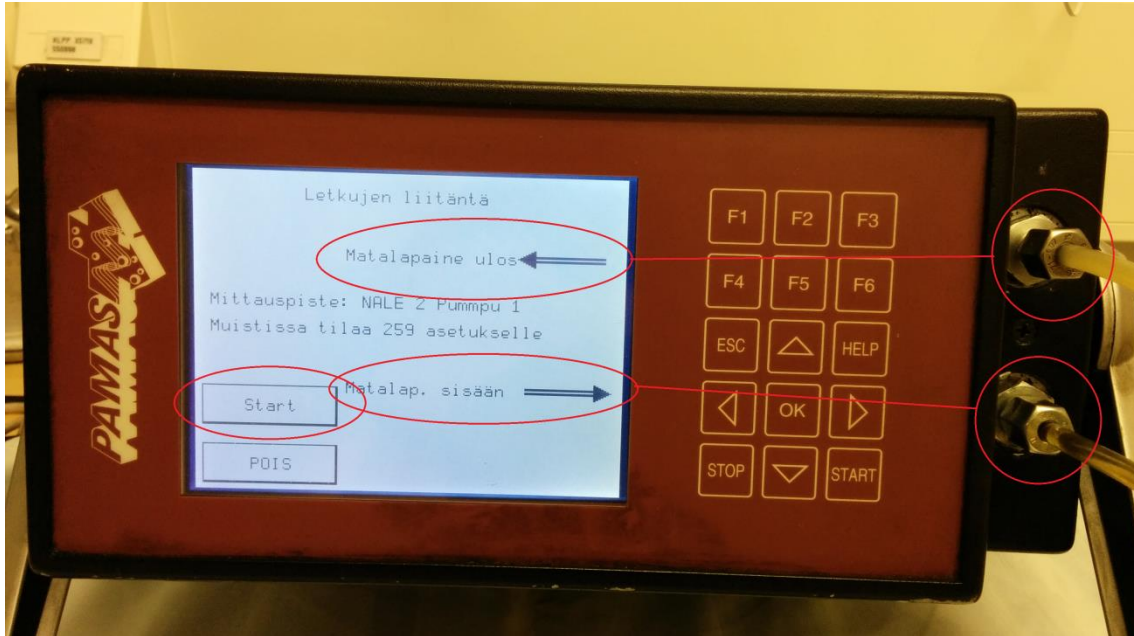 PAMAS
Letkujen liitäntä
Matalapaine ulos
Mittauspiste: NALE 2 Pummpu 1
Muistissa tilaa 259 asetukselle
Matalap. sisään
Start
POIS
F1 F2 F3
F4 F5 F6
ESC HELP
OK
STOP START